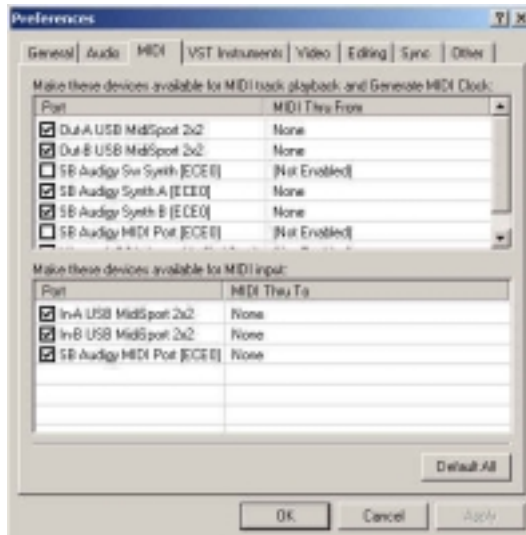 Preferences
General Audio MIDI VST Instruments Video Editing Sync Other
Make these devices available for MIDI track playback and Generate MIDI Clock:
Port MIDI Thru From
Out-A USB MidiSport 2x2 None
Out-B USB MidiSport 2x2 None
SB Audigy Sw Synth [ECE0] (Not Enabled)
SB Audigy Synth A [ECE0] None
SB Audigy Synth B [ECE0] None
SB Audigy MIDI Port [ECE0] (Not Enabled)
Make these devices available for MIDI input:
Port MIDI Thru To
In-A USB MidiSport 2x2 None
In-B USB MidiSport 2x2 None
SB Audigy MIDI Port [ECE0] None
Default All
OK Cancel Apply